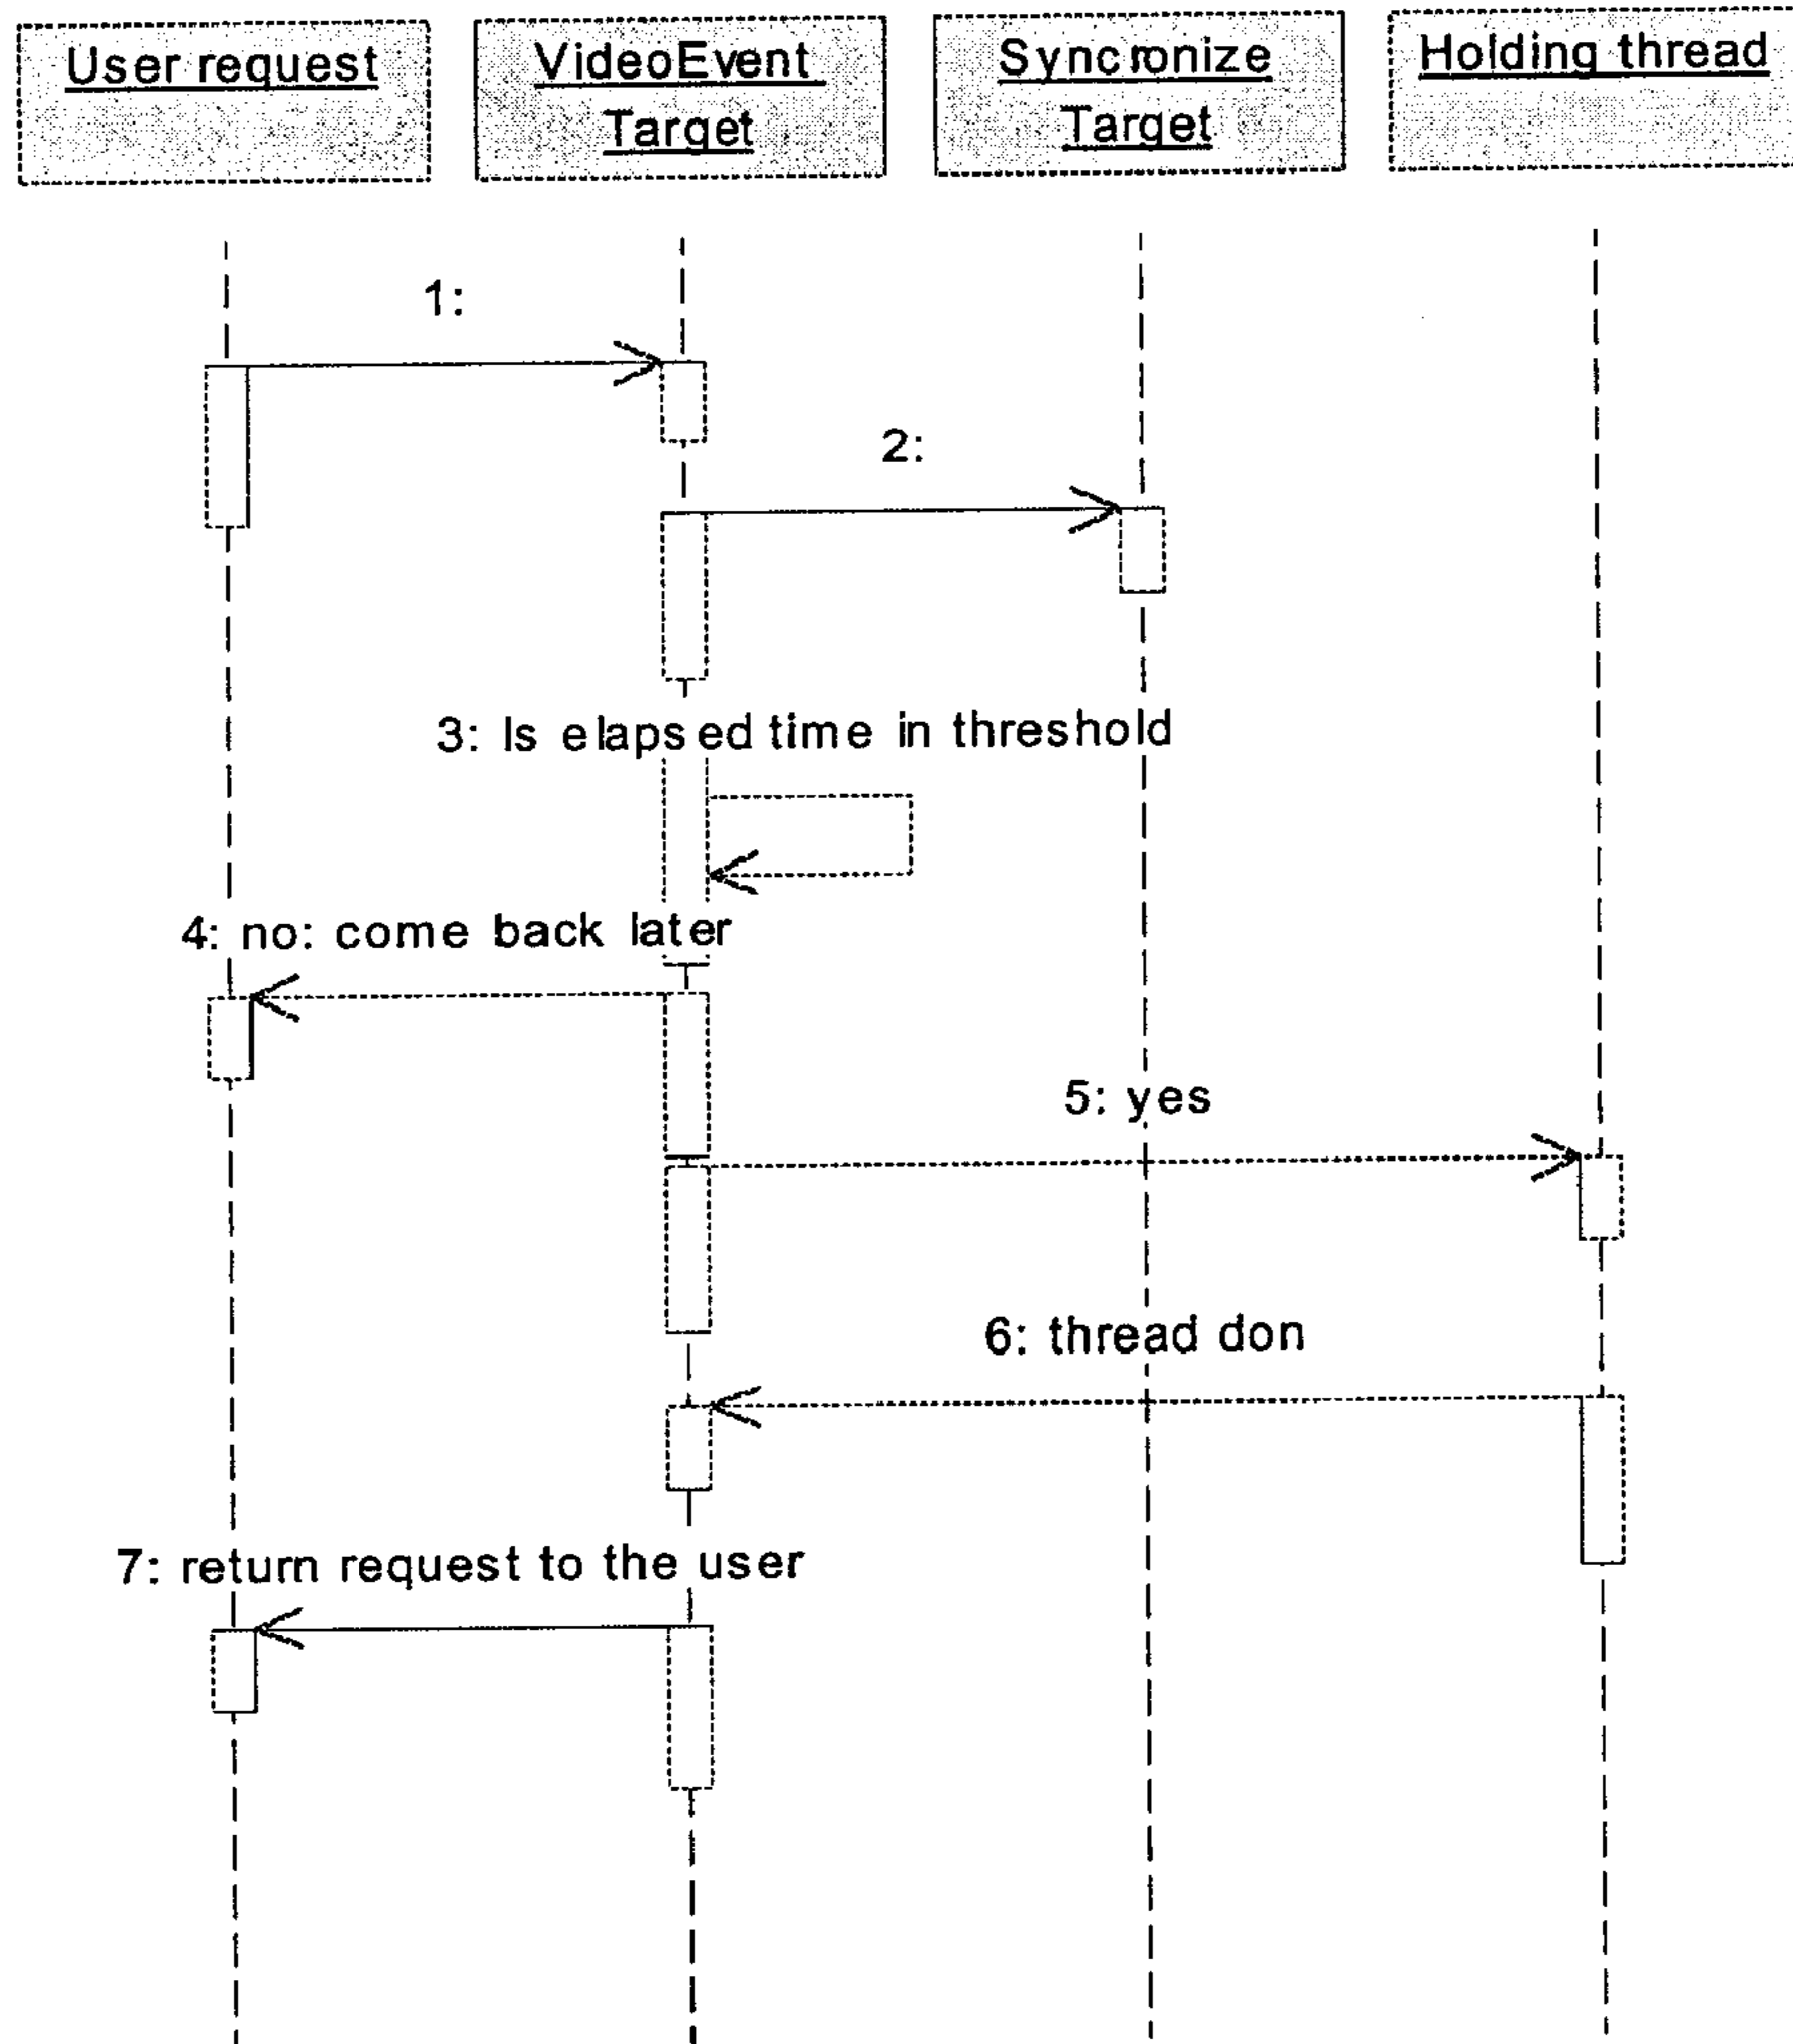 User request
VideoEvent
Target
Syncronize
Target
Holding thread
1:
2:
3: Is elapsed time in threshold
4: no: come back later
5: yes
6: thread don
7: return request to the user